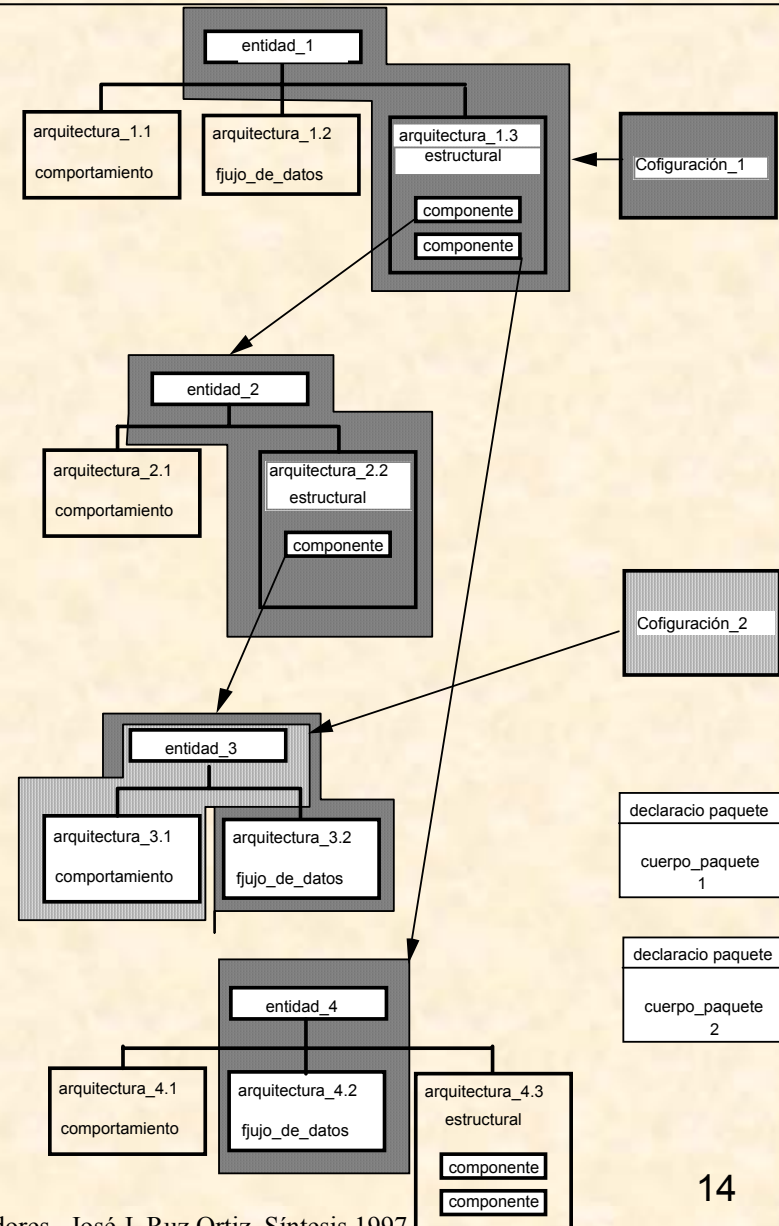 entidad_1
arquitectura_1.1
comportamiento
arquitectura_1.2
fjujo_de_datos
arquitectura_1.3
estructural
componente
componente
Cofiguración_1
entidad_2
arquitectura_2.1
comportamiento
arquitectura_2.2
estructural
componente
Cofiguración_2
entidad_3
arquitectura_3.1
comportamiento
arquitectura_3.2
fjujo_de_datos
declaracio paquete
cuerpo_paquete
1
declaracio paquete
cuerpo_paquete
2
entidad_4
arquitectura_4.1
comportamiento
arquitectura_4.2
fjujo_de_datos
arquitectura_4.3
estructural
componente
componente
14
dores - José J. Ruz Ortiz, Síntesis 1997